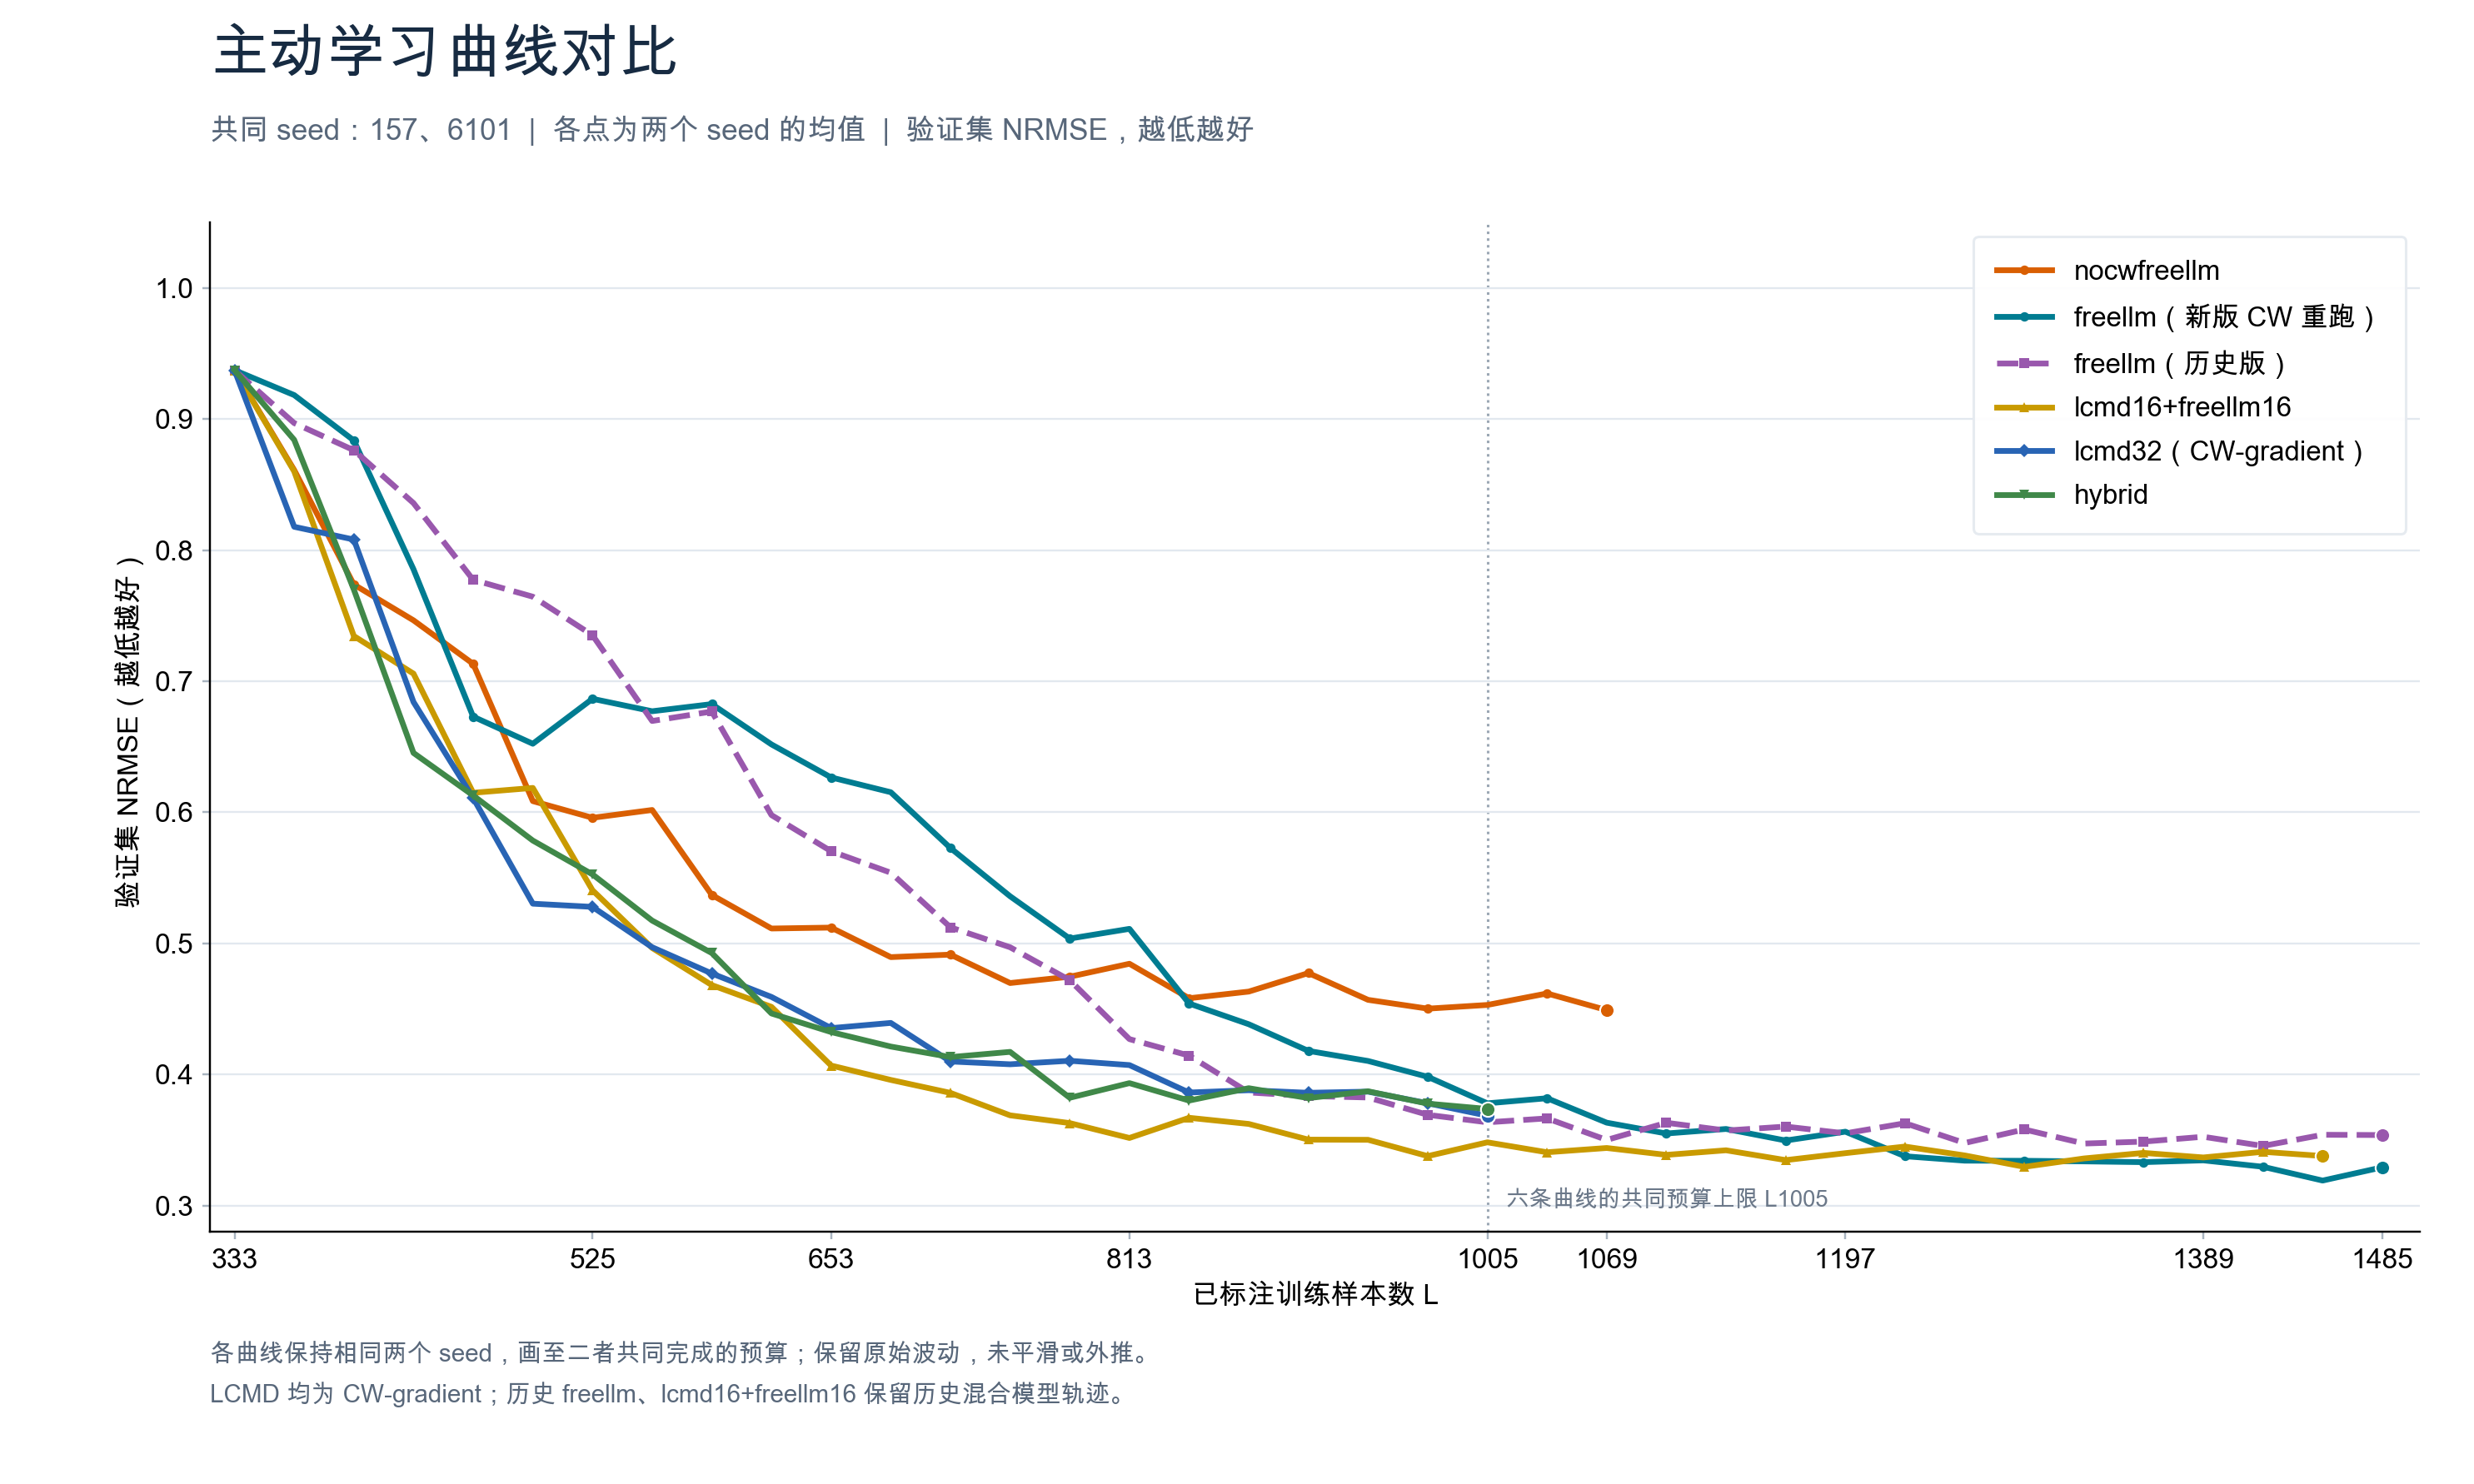 主动学习曲线对比
共同 seed：157、6101 | 各点为两个 seed 的均值 | 验证集 NRMSE，越低越好
验证集 NRMSE（越低越好）
1.0
0.9
0.8
0.7
0.6
0.5
0.4
0.3
nocwfreellm
freellm（新版 CW 重跑）
freellm（历史版）
lcmd16+freellm16
lcmd32（CW-gradient）
hybrid
六条曲线的共同预算上限 L1005
333 525 653 813 1005 1069 1197 1389 1485
已标注训练样本数 L
各曲线保持相同两个 seed，画至二者共同完成的预算；保留原始波动，未平滑或外推。
LCMD 均为 CW-gradient；历史 freellm、lcmd16+freellm16 保留历史混合模型轨迹。